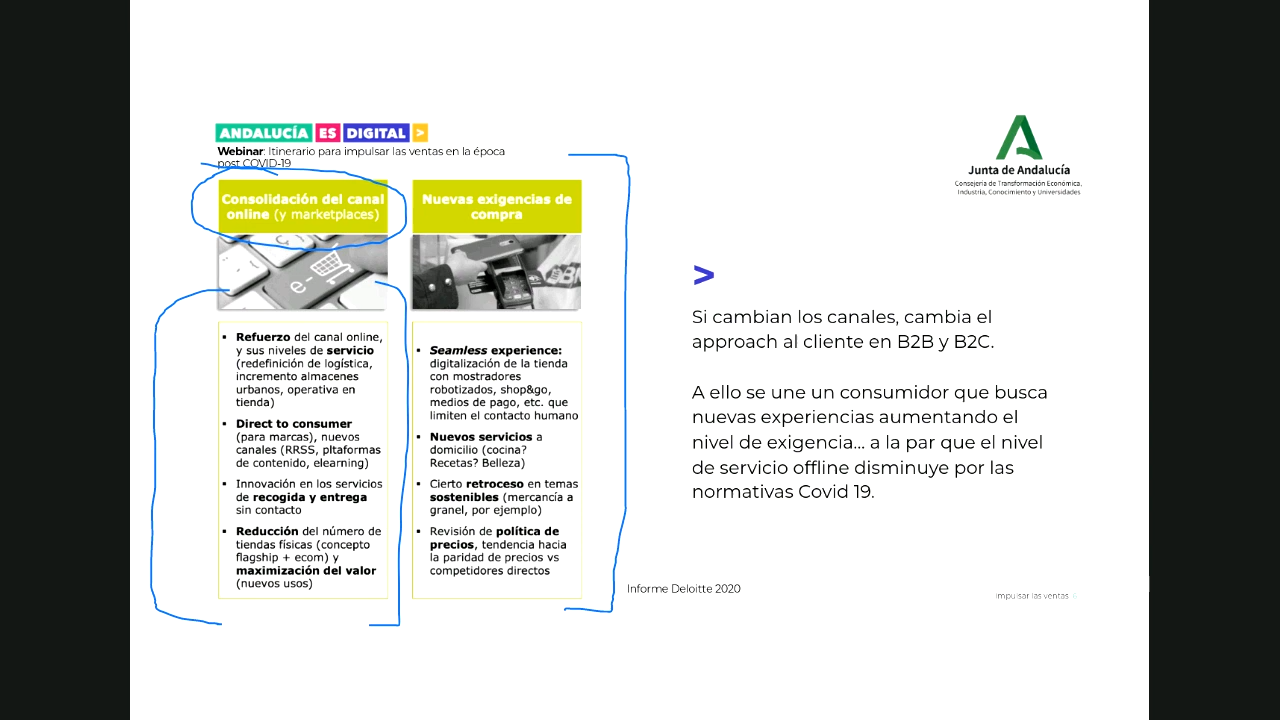 ANDALUCÍA ES DIGITAL >
Webinar: Itinerario para impulsar las ventas en la época
post COVID-19
Junta de Andalucía
Consejería de Transformación Económica,
Industria, Conocimiento y Universidades
Consolidación del canal
online (y marketplaces)
e-
▪ Refuerzo del canal online,
y sus niveles de servicio
(redefinición de logística,
incremento almacenes
urbanos, operativa en
tienda)
▪ Direct to consumer
(para marcas), nuevos
canales (RRSS, pltaformas
de contenido, elearning)
▪ Innovación en los servicios
de recogida y entrega
sin contacto
▪ Reducción del número de
tiendas físicas (concepto
flagship + ecom) y
maximización del valor
(nuevos usos)
Nuevas exigencias de
compra
▪ Seamless experience:
digitalización de la tienda
con mostradores
robotizados, shop&go,
medios de pago, etc. que
limiten el contacto humano
▪ Nuevos servicios a
domicilio (cocina?
Recetas? Belleza)
▪ Cierto retroceso en temas
sostenibles (mercancía a
granel, por ejemplo)
▪ Revisión de política de
precios, tendencia hacia
la paridad de precios vs
competidores directos
>
Si cambian los canales, cambia el
approach al cliente en B2B y B2C.
A ello se une un consumidor que busca
nuevas experiencias aumentando el
nivel de exigencia... a la par que el nivel
de servicio offline disminuye por las
normativas Covid 19.
Informe Deloitte 2020
Impulsar las ventas